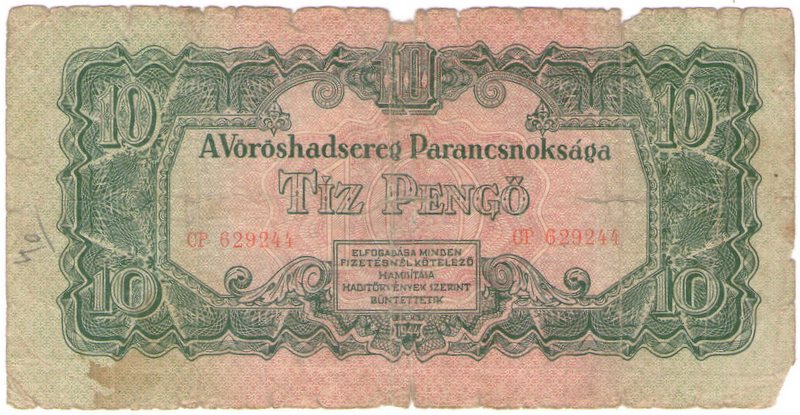 10
10 10
A Vöröshadsereg Parancsnoksága
TÍZ PENGŐ
CP 629244 CP 629244
ELFOGADÁSA MINDEN
FIZETÉSNÉL KÖTELEZŐ
HAMISÍTÁSA
HADITÖRVÉNYEK SZERINT
BÜNTETTETIK
10 10
1944